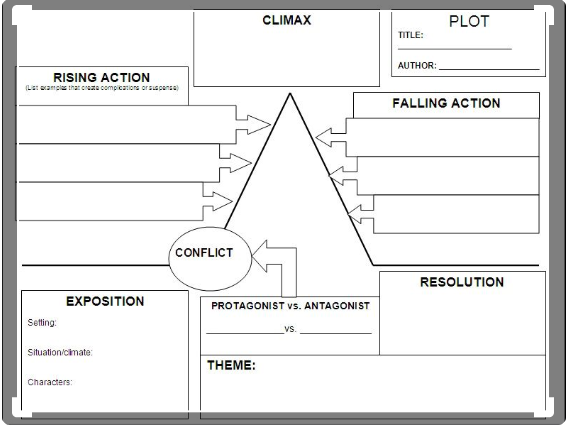 CLIMAX
PLOT
TITLE:
AUTHOR:
RISING ACTION
(List examples that create complications or suspense)
FALLING ACTION
CONFLICT
RESOLUTION
EXPOSITION
Setting:
Situation/climate:
Characters:
PROTAGONIST vs. ANTAGONIST
vs.
THEME: